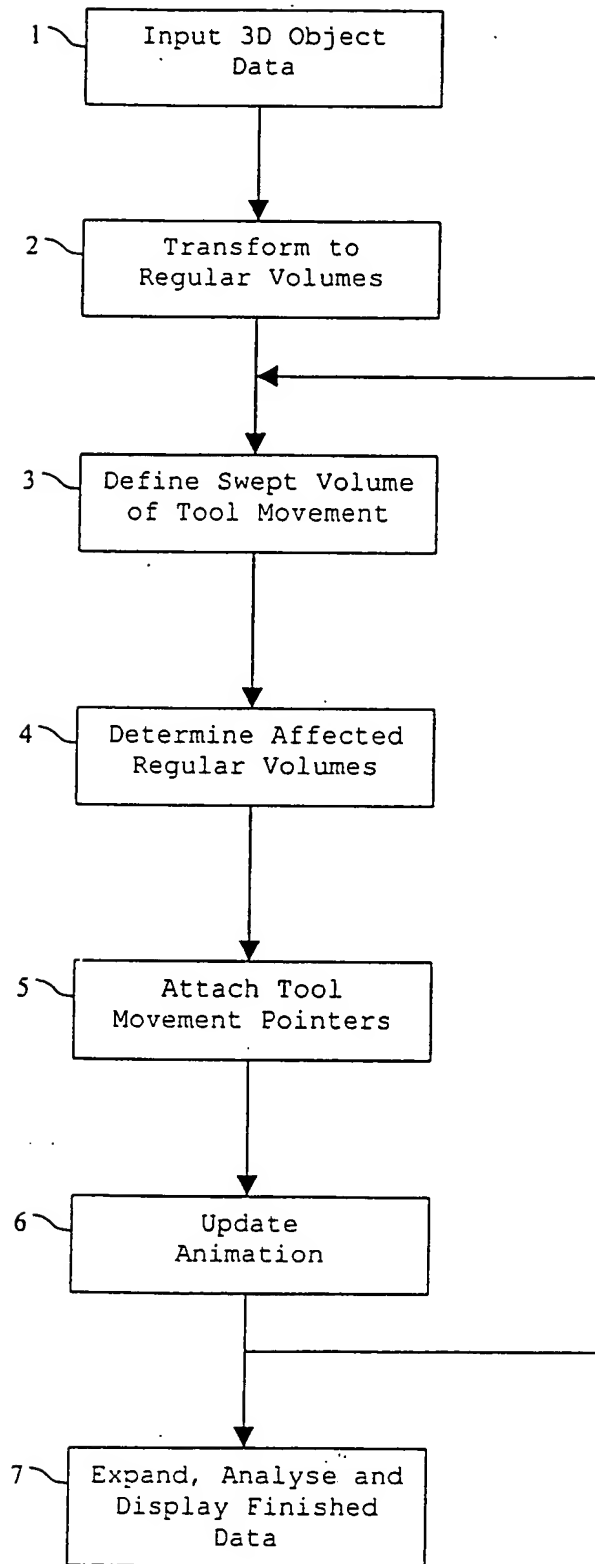 1
Input 3D Object
Data
2
Transform to
Regular Volumes
3
Define Swept Volume
of Tool Movement
4
Determine Affected
Regular Volumes
5
Attach Tool
Movement Pointers
6
Update
Animation
7
Expand, Analyse and
Display Finished
Data